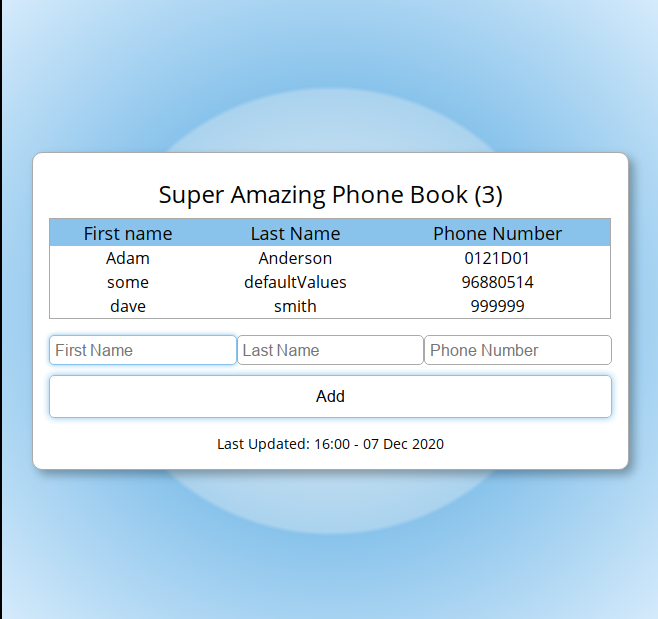 Super Amazing Phone Book (3)
First name Last Name Phone Number
Adam Anderson 0121D01
some defaultValues 96880514
dave smith 999999
First Name Last Name Phone Number
Add
Last Updated: 16:00 - 07 Dec 2020